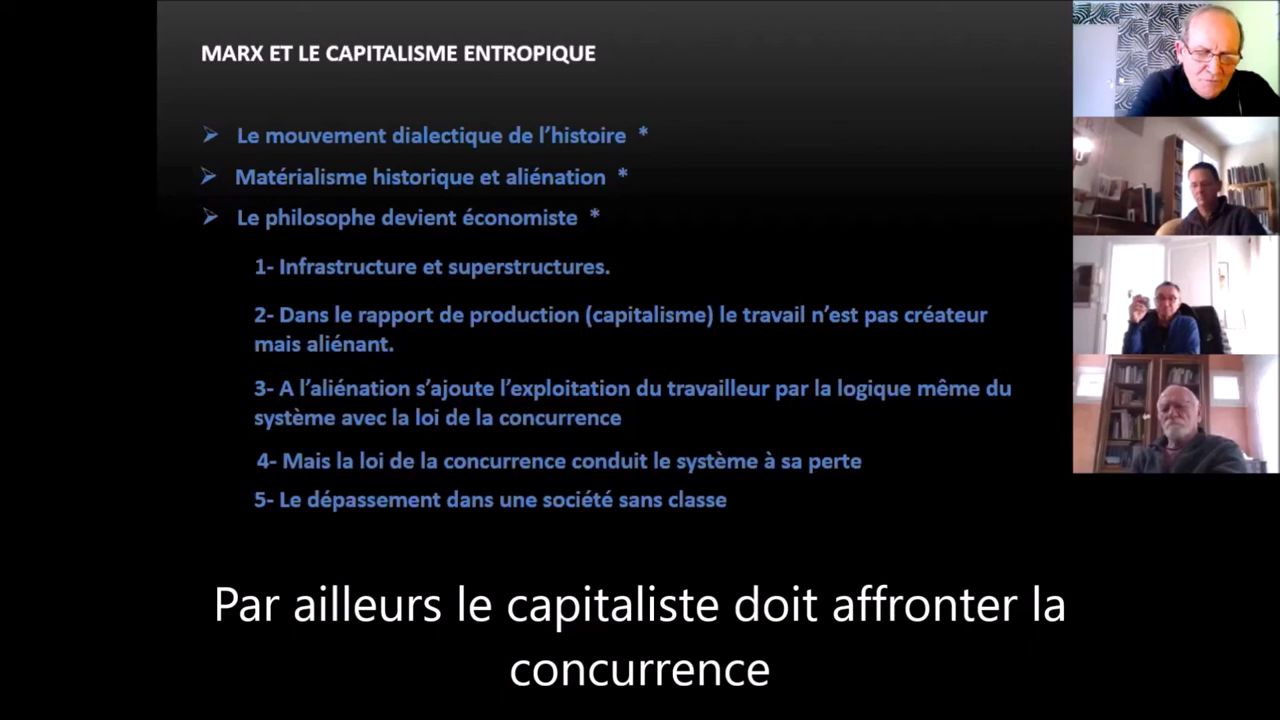 MARX ET LE CAPITALISME ENTROPIQUE
➢ Le mouvement dialectique de l’histoire *
➢ Matérialisme historique et aliénation *
➢ Le philosophe devient économiste *
1- Infrastructure et superstructures.
2- Dans le rapport de production (capitalisme) le travail n’est pas créateur
mais aliénant.
3- A l’aliénation s’ajoute l’exploitation du travailleur par la logique même du
système avec la loi de la concurrence
4- Mais la loi de la concurrence conduit le système à sa perte
5- Le dépassement dans une société sans classe
Par ailleurs le capitaliste doit affronter la
concurrence